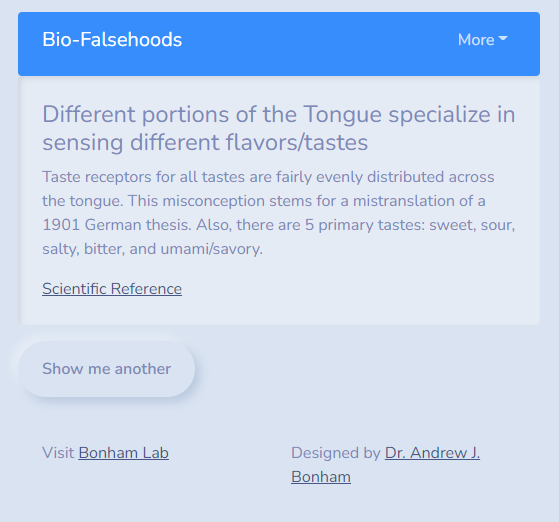 Bio-Falsehoods
More
Different portions of the Tongue specialize in
sensing different flavors/tastes
Taste receptors for all tastes are fairly evenly distributed across
the tongue. This misconception stems for a mistranslation of a
1901 German thesis. Also, there are 5 primary tastes: sweet, sour,
salty, bitter, and umami/savory.
Scientific Reference
Show me another
Visit Bonham Lab
Designed by Dr. Andrew J.
Bonham